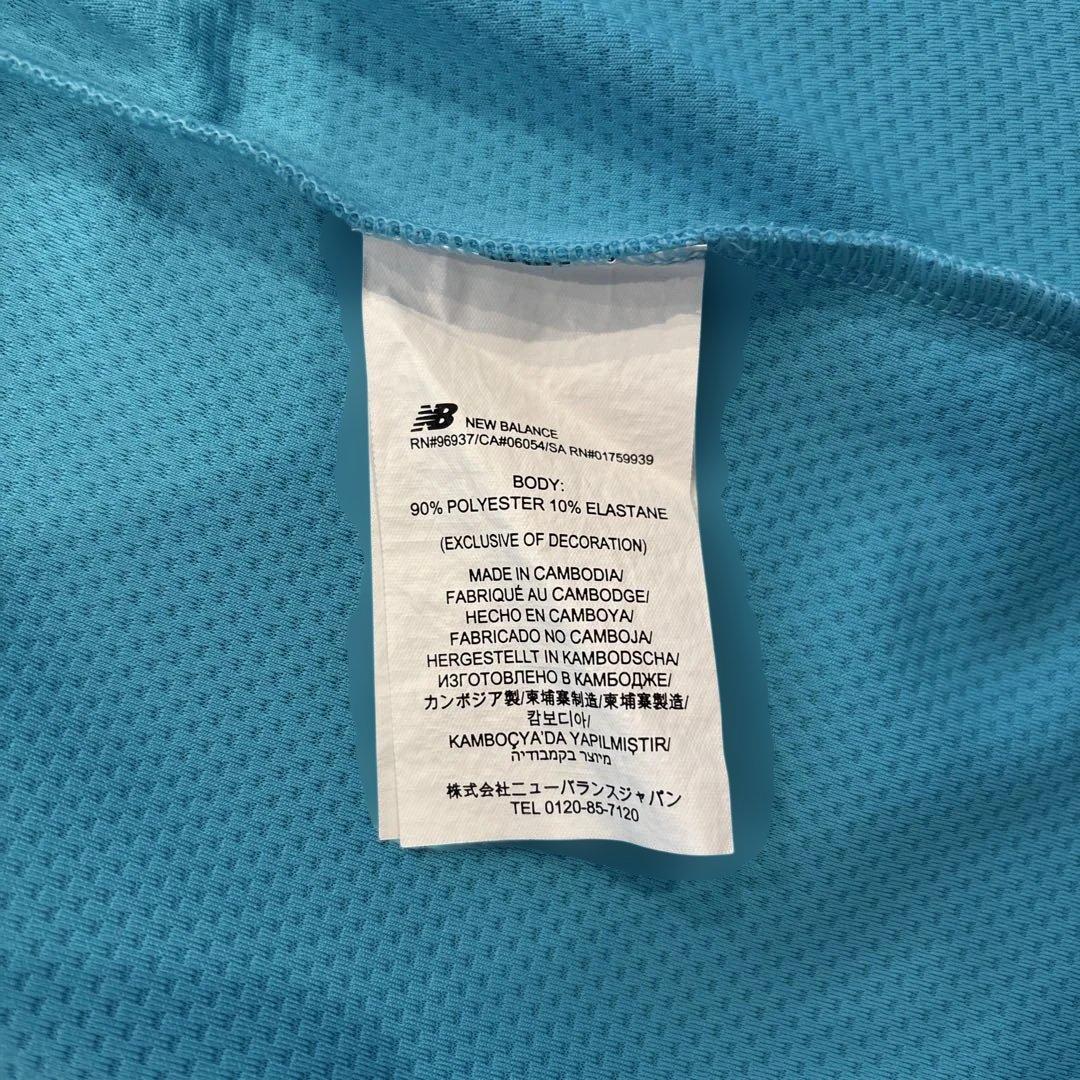 NB NEW BALANCE
RN#96937/CA#06054/SA RN#01759939
BODY:
90% POLYESTER 10% ELASTANE
(EXCLUSIVE OF DECORATION)
MADE IN CAMBODIA/
FABRIQUÉ AU CAMBODGE/
HECHO EN CAMBOYA/
FABRICADO NO CAMBOJA/
HERGESTELLT IN KAMBODSCHA/
ИЗГОТОВЛЕНО В КАМБОДЖЕ/
カンボジア製/柬埔寨制造/柬埔寨製造/
캄보디아/
KAMBOÇYA'DA YAPILMIŞTIR/
מיוצר בקמבודיה
株式会社ニューバランスジャパン
TEL 0120-85-7120